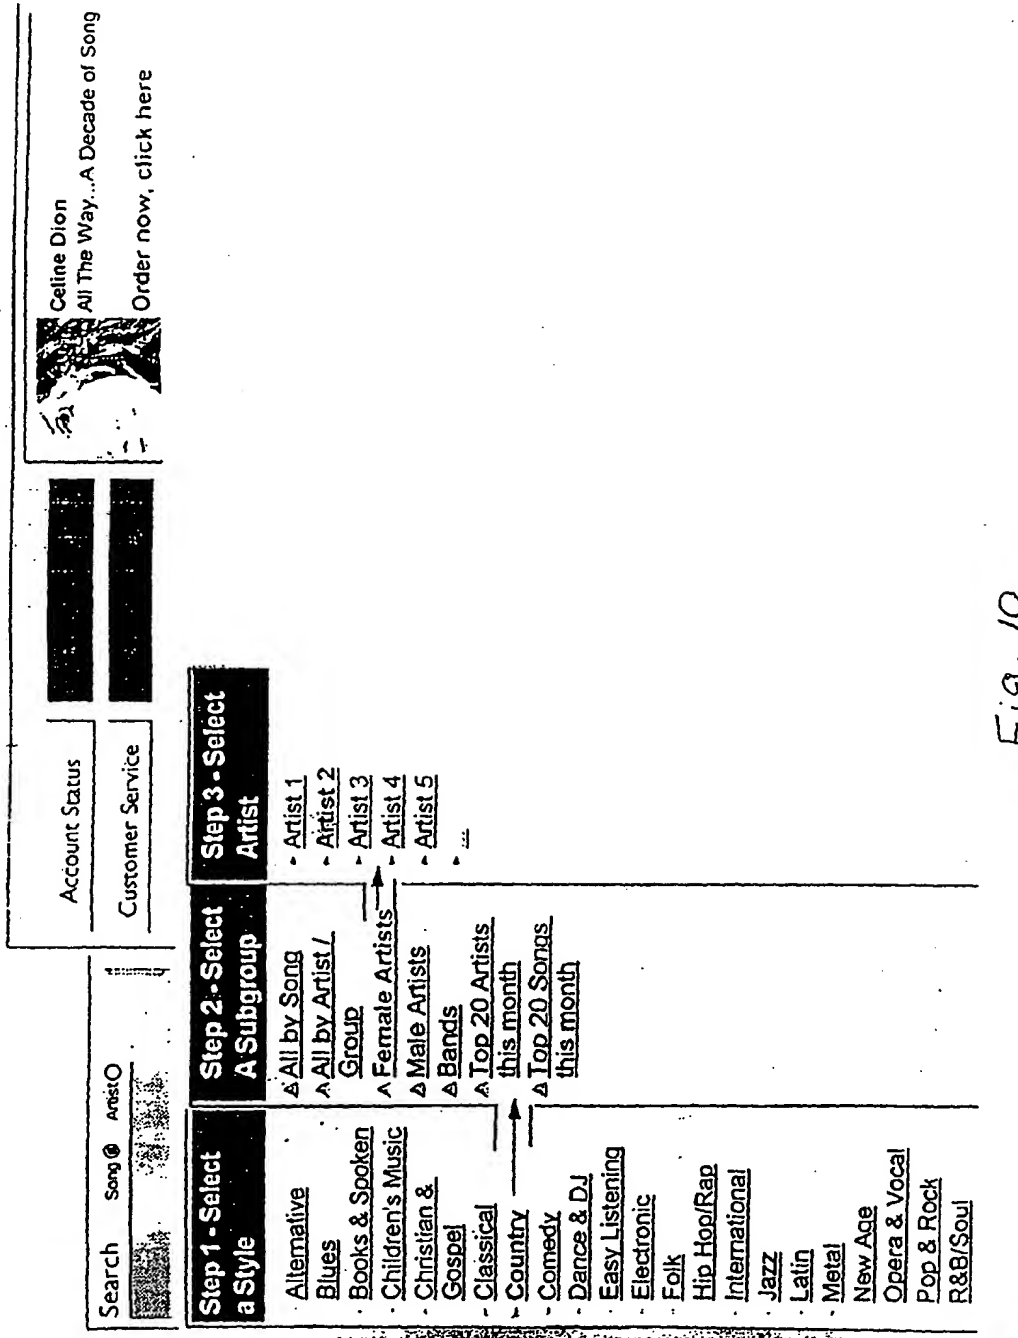 Account Status
Customer Service
Celine Dion
All The Way...A Decade of Song
Order now, click here
Search Song Artist
Step 1 - Select
a Style
Alternative
Blues
Books & Spoken
Children's Music
Christian &
Gospel
Classical
Country
Comedy
Dance & DJ
Easy Listening
Electronic
Folk
Hip Hop/Rap
International
Jazz
Latin
Metal
New Age
Opera & Vocal
Pop & Rock
R&B/Soul
Step 2 - Select
A Subgroup
All by Song
All by Artist /
Group
Female Artists
Male Artists
Bands
Top 20 Artists
this month
Top 20 Songs
this month
Step 3 - Select
Artist
Artist 1
Artist 2
Artist 3
Artist 4
Artist 5
...
Fig. 10